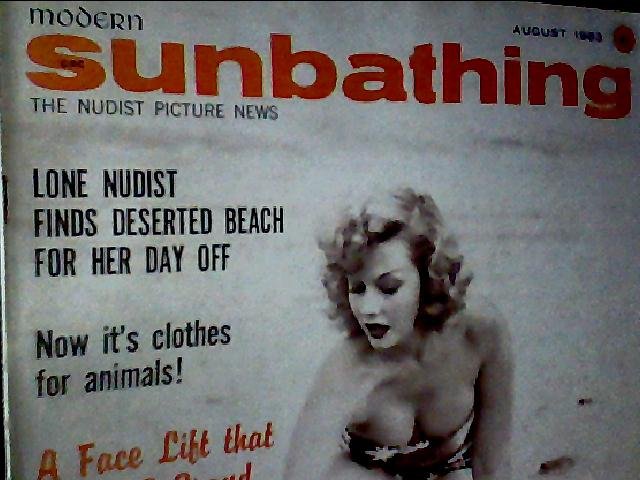 modern
AUGUST 1963
sunbathing
THE NUDIST PICTURE NEWS
LONE NUDIST
FINDS DESERTED BEACH
FOR HER DAY OFF
Now it's clothes
for animals!
A Face Lift that